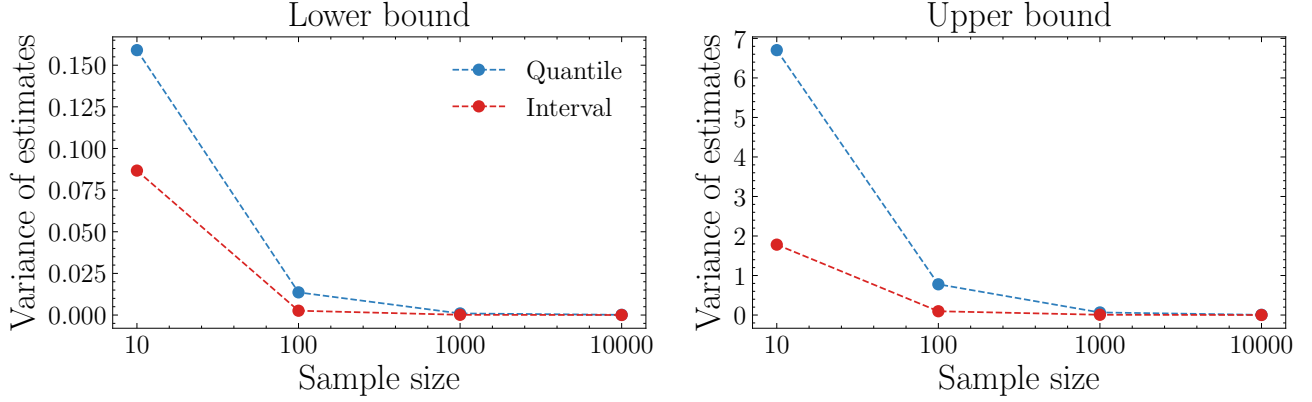 Lower bound
Variance of estimates
0.150
0.125
0.100
0.075
0.050
0.025
0.000
Quantile
Interval
10 100 1000 10000
Sample size
Upper bound
Variance of estimates
7
6
5
4
3
2
1
0
10 100 1000 10000
Sample size